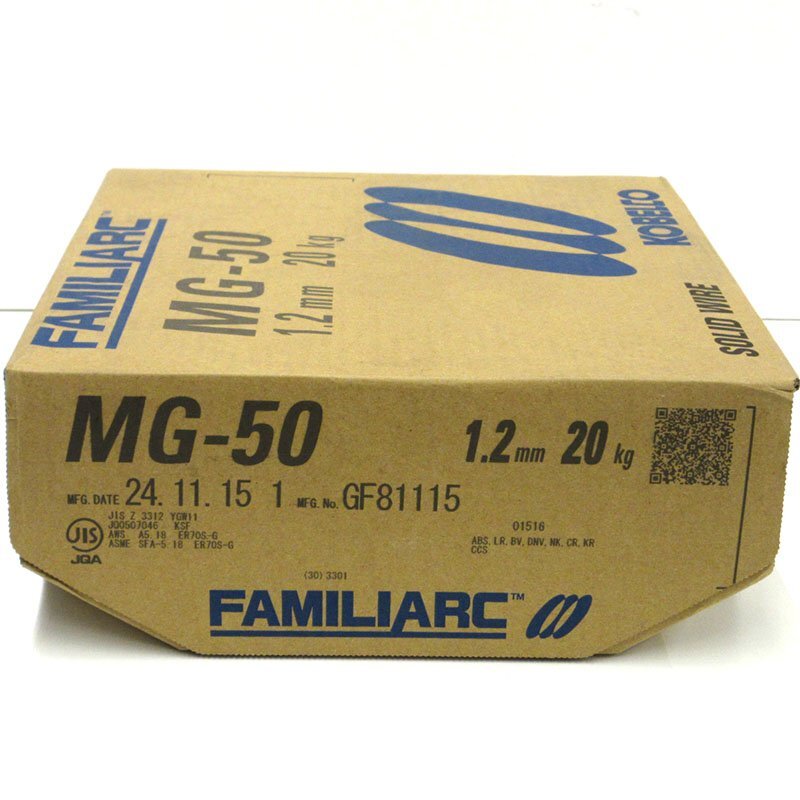 FAMILIARC™
MG-50
1.2mm 20kg
KOBELCO
SOLID WIRE
MG-50 1.2mm 20kg
MFG. DATE 24.11.15 1 MFG. No. GF81115
JIS Z 3312 YGW11
JQ0507046 KSF
AWS A5.18 ER70S-G
ASME SFA-5.18 ER70S-G
JIS
JQA
01516
ABS, LR, BV, DNV, NK, CR, KR
CCS
(30) 3301
FAMILIARC™